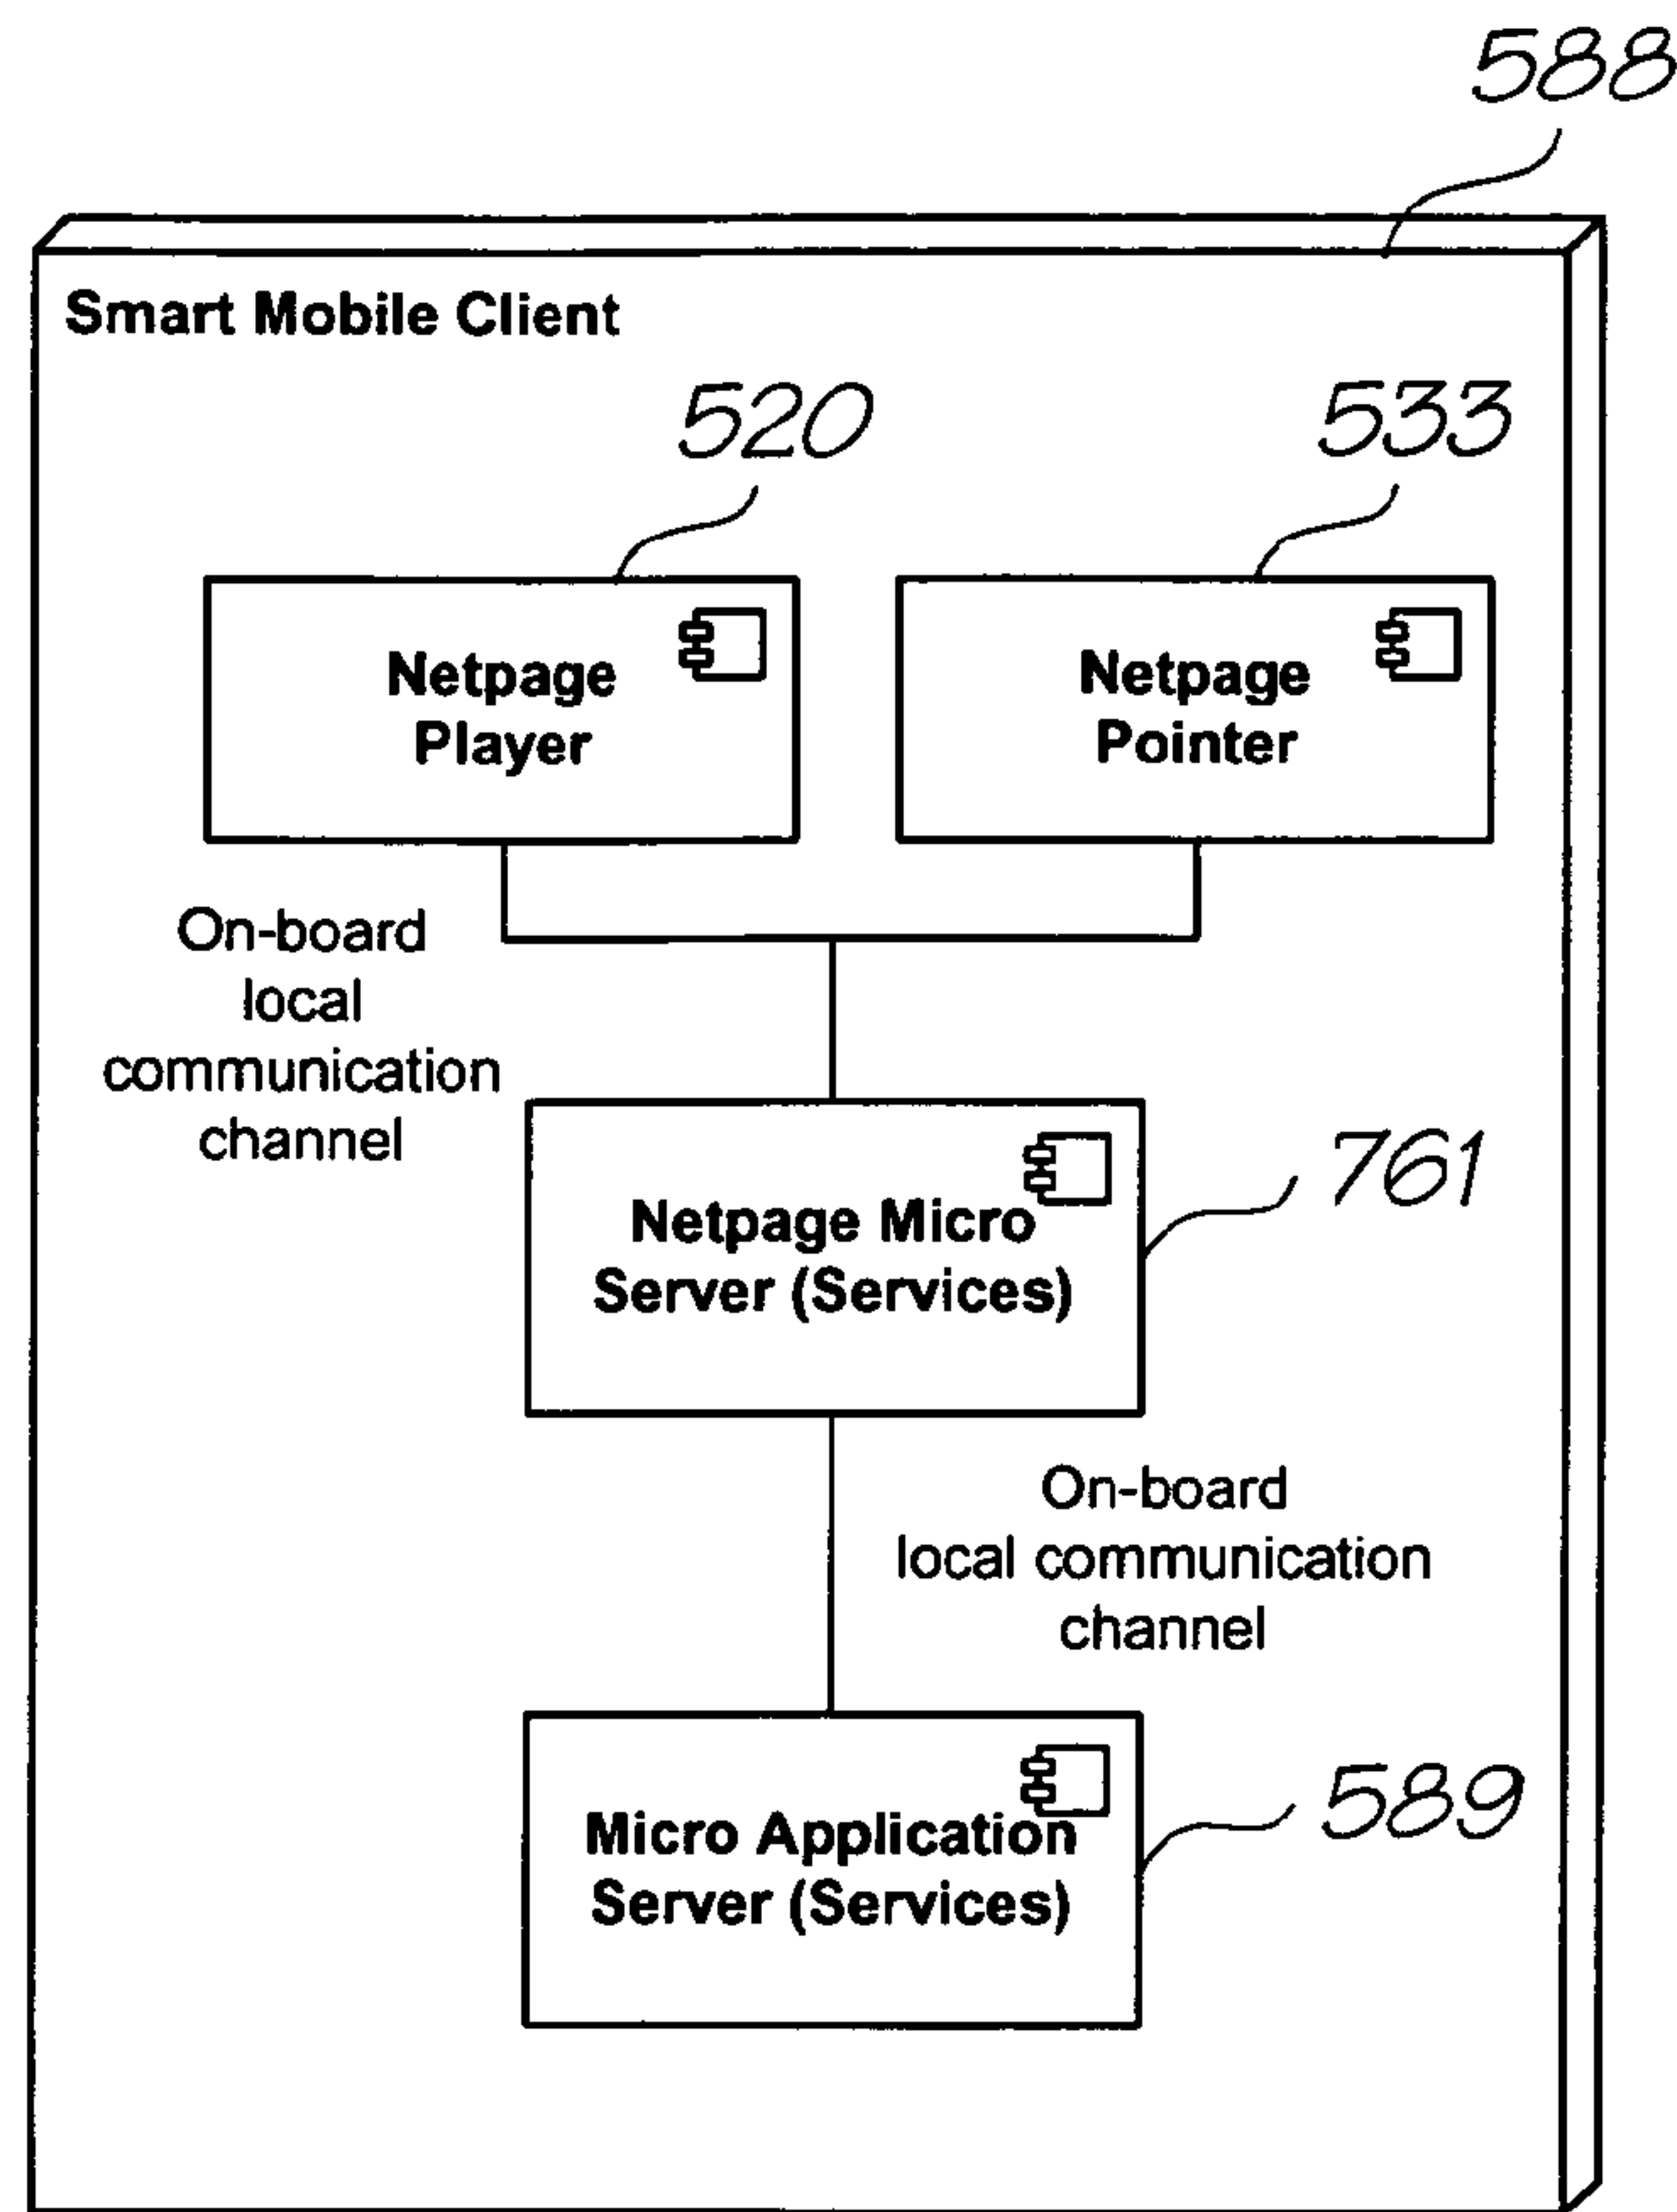 588
Smart Mobile Client
520
533
Netpage
Player
Netpage
Pointer
On-board
local
communication
channel
761
Netpage Micro
Server (Services)
On-board
local communication
channel
589
Micro Application
Server (Services)